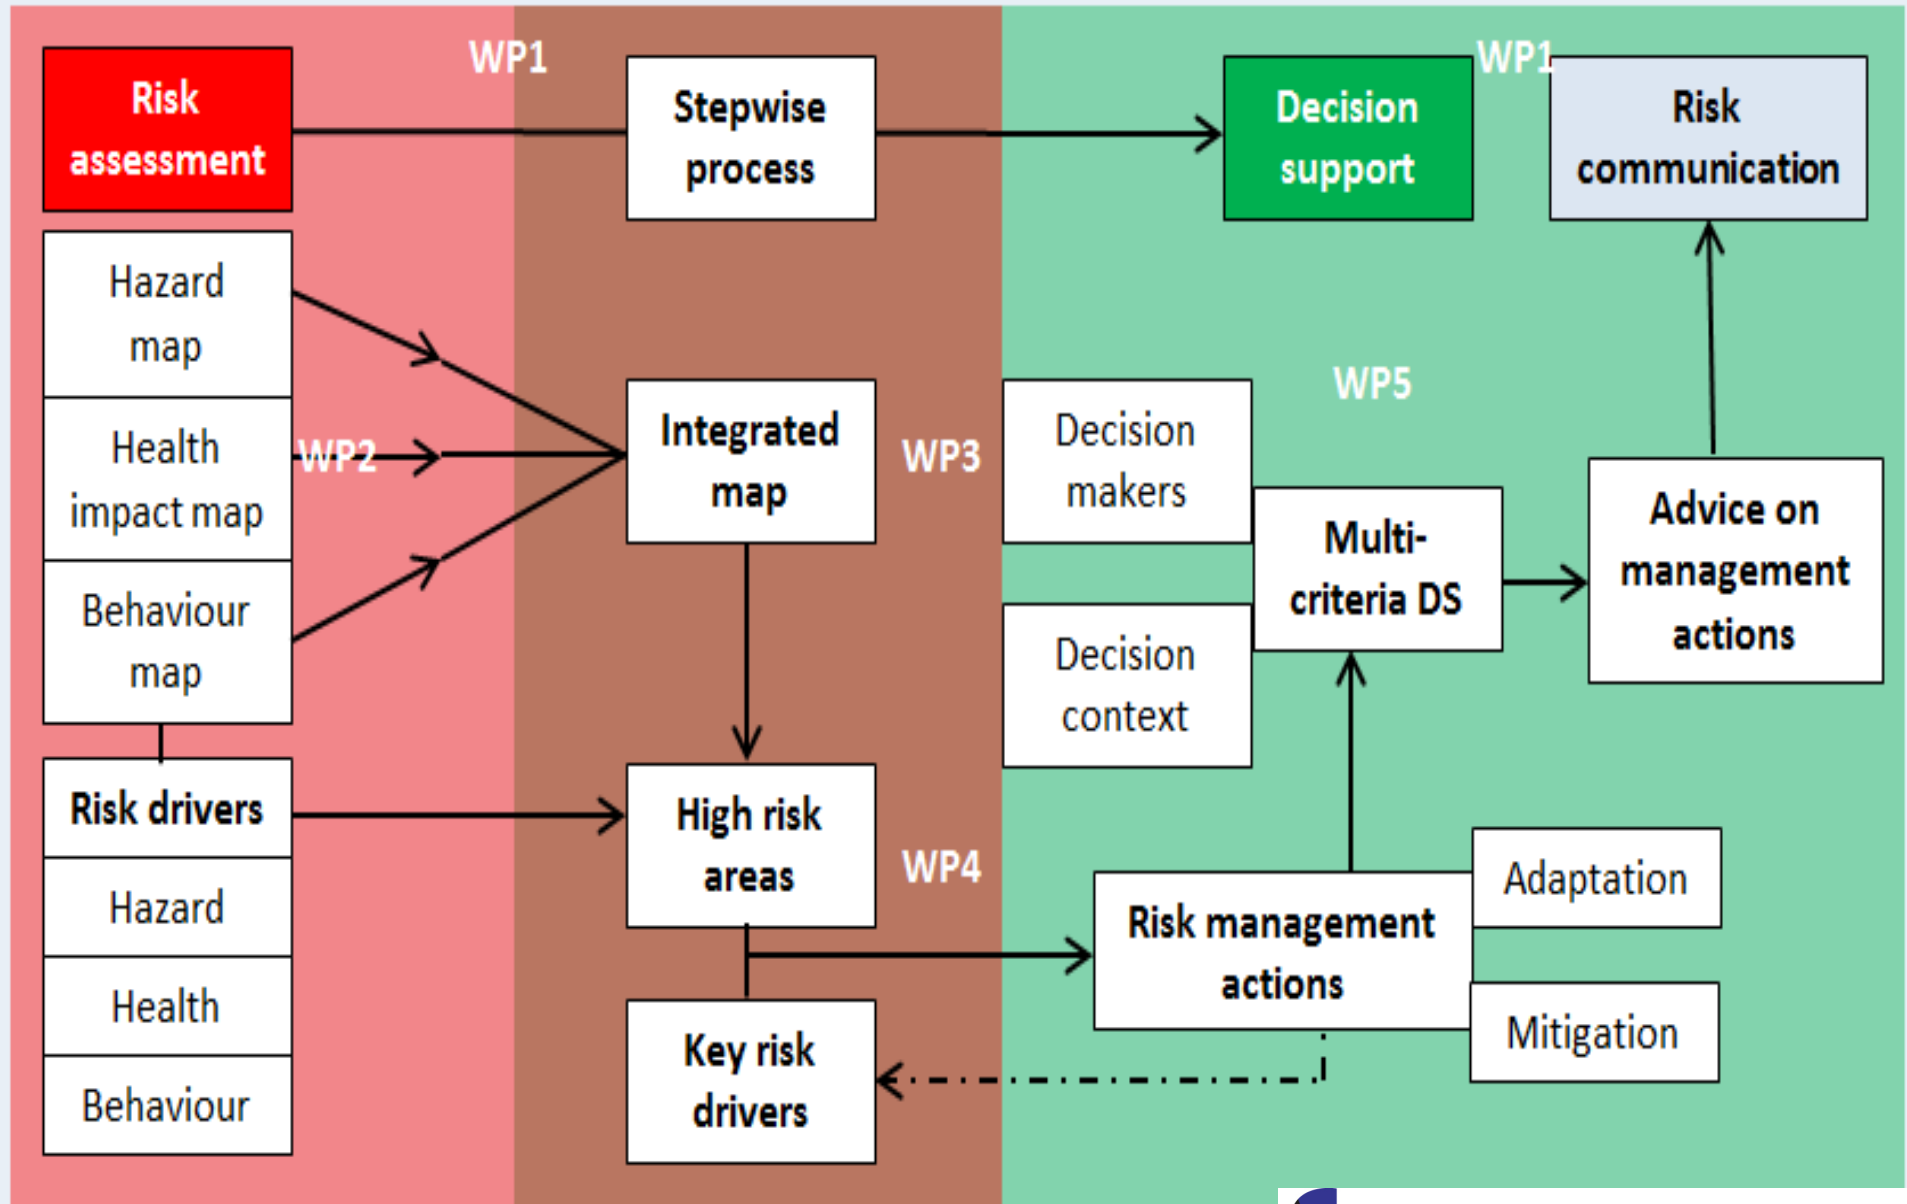 WP1
WP1
Risk
assessment
Stepwise
process
Decision
support
Risk
communication
Hazard
map
Health
impact map
Behaviour
map
WP2
Integrated
map
WP3
Decision
makers
WP5
Multi-
criteria DS
Decision
context
Advice on
management
actions
Risk drivers
Hazard
Health
Behaviour
High risk
areas
WP4
Key risk
drivers
Risk management
actions
Adaptation
Mitigation